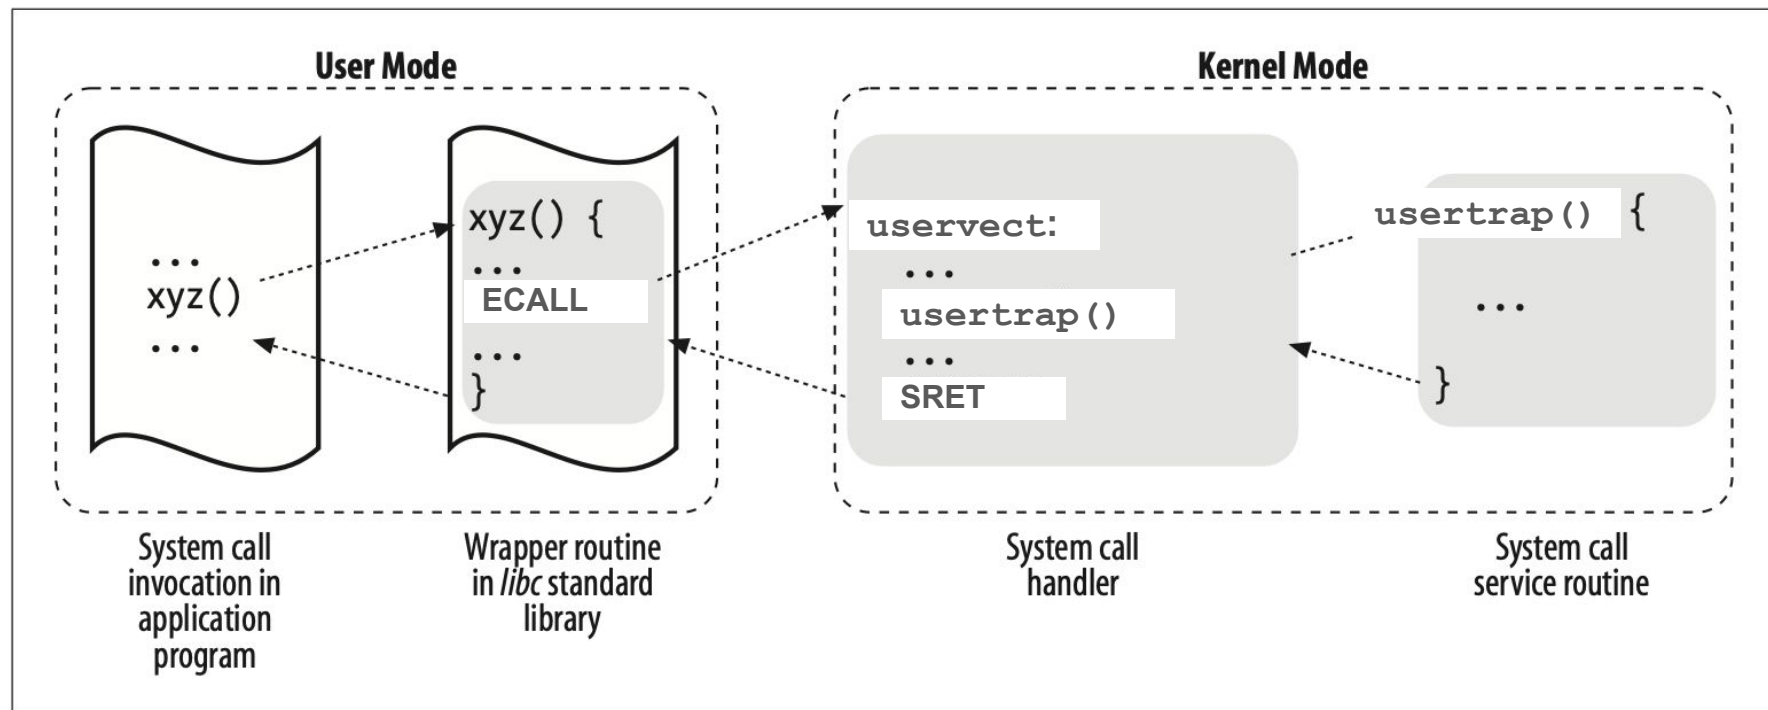 User Mode
Kernel Mode
...
xyz()
...
xyz() {
...
ECALL
...
}
uservect:
...
usertrap()
...
SRET
usertrap() {
...
}
System call
invocation in
application
program
Wrapper routine
in libc standard
library
System call
handler
System call
service routine